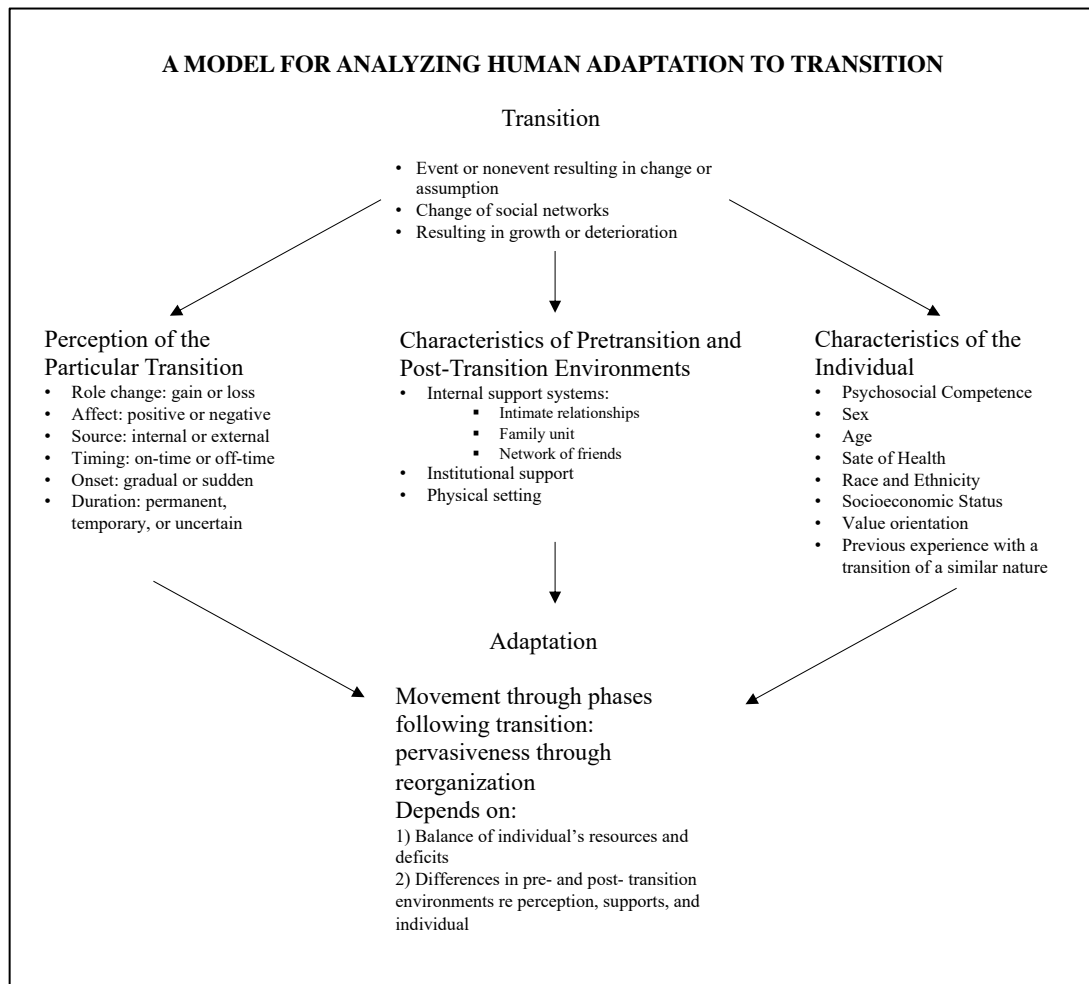 A MODEL FOR ANALYZING HUMAN ADAPTATION TO TRANSITION
Transition
• Event or nonevent resulting in change or
assumption
• Change of social networks
• Resulting in growth or deterioration
Perception of the
Particular Transition
• Role change: gain or loss
• Affect: positive or negative
• Source: internal or external
• Timing: on-time or off-time
• Onset: gradual or sudden
• Duration: permanent,
temporary, or uncertain
Characteristics of Pretransition and
Post-Transition Environments
• Internal support systems:
▪ Intimate relationships
▪ Family unit
▪ Network of friends
• Institutional support
• Physical setting
Characteristics of the
Individual
• Psychosocial Competence
• Sex
• Age
• Sate of Health
• Race and Ethnicity
• Socioeconomic Status
• Value orientation
• Previous experience with a
transition of a similar nature
Adaptation
Movement through phases
following transition:
pervasiveness through
reorganization
Depends on:
1) Balance of individual’s resources and
deficits
2) Differences in pre- and post- transition
environments re perception, supports, and
individual